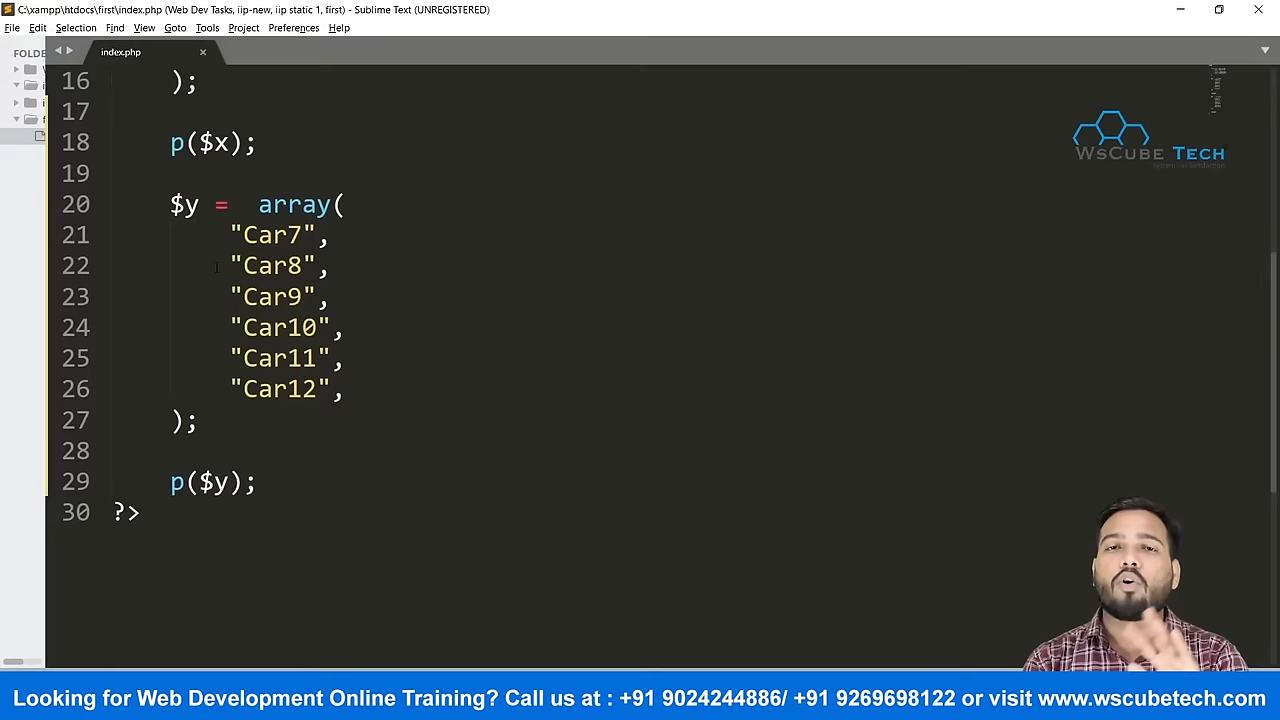 C:\xampp\htdocs\first\index.php (Web Dev Tasks, iip-new, iip static 1, first) - Sublime Text (UNREGISTERED)
File Edit Selection Find View Goto Tools Project Preferences Help
FOLDE
index.php
16 );
17
18 p($x);
19
20 $y = array(
21 "Car7",
22 "Car8",
23 "Car9",
24 "Car10",
25 "Car11",
26 "Car12",
27 );
28
29 p($y);
30 ?>
WsCube Tech
Looking for Web Development Online Training? Call us at : +91 9024244886/ +91 9269698122 or visit www.wscubetech.com